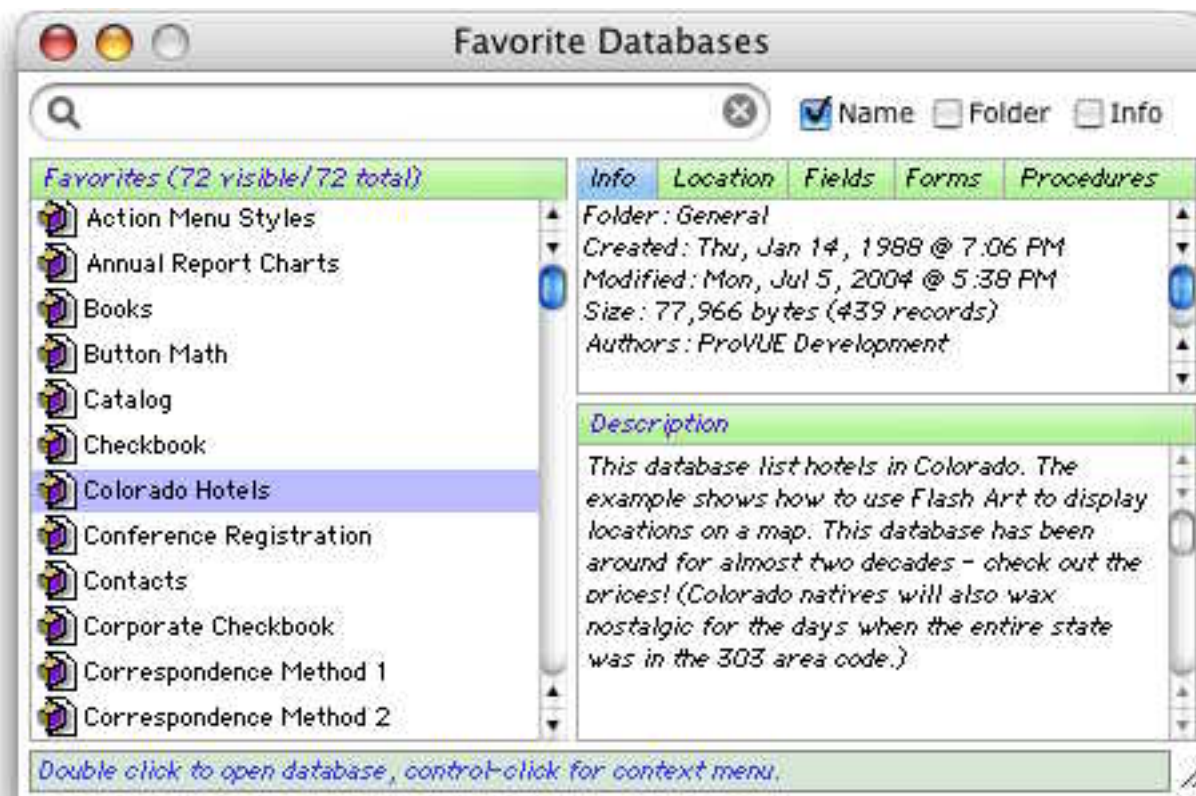 Favorite Databases
Name Folder Info
Favorites (72 visible/72 total)
Action Menu Styles
Annual Report Charts
Books
Button Math
Catalog
Checkbook
Colorado Hotels
Conference Registration
Contacts
Corporate Checkbook
Correspondence Method 1
Correspondence Method 2
Info Location Fields Forms Procedures
Folder: General
Created: Thu, Jan 14, 1988 @ 7:06 PM
Modified: Mon, Jul 5, 2004 @ 5:38 PM
Size: 77,966 bytes (439 records)
Authors: ProVUE Development
Description
This database list hotels in Colorado. The
example shows how to use Flash Art to display
locations on a map. This database has been
around for almost two decades - check out the
prices! (Colorado natives will also wax
nostalgic for the days when the entire state
was in the 303 area code.)
Double click to open database, control-click for context menu.